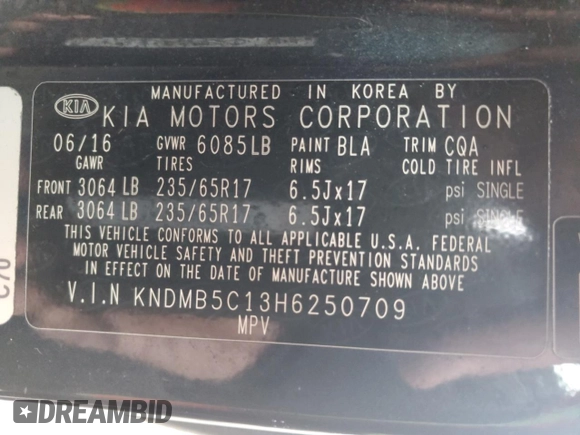 MANUFACTURED IN KOREA BY
KIA KIA MOTORS CORPORATION
06/16 GVWR 6085LB PAINT BLA TRIM CQA
GAWR TIRES RIMS COLD TIRE INFL
FRONT 3064 LB 235/65R17 6.5Jx17 psi SINGLE
REAR 3064 LB 235/65R17 6.5Jx17 psi SINGLE
THIS VEHICLE CONFORMS TO ALL APPLICABLE U.S.A. FEDERAL
MOTOR VEHICLE SAFETY AND THEFT PREVENTION STANDARDS
IN EFFECT ON THE DATE OF MANUFACTURE SHOWN ABOVE
V.I.N KNDMB5C13H6250709
MPV
DREAMBID